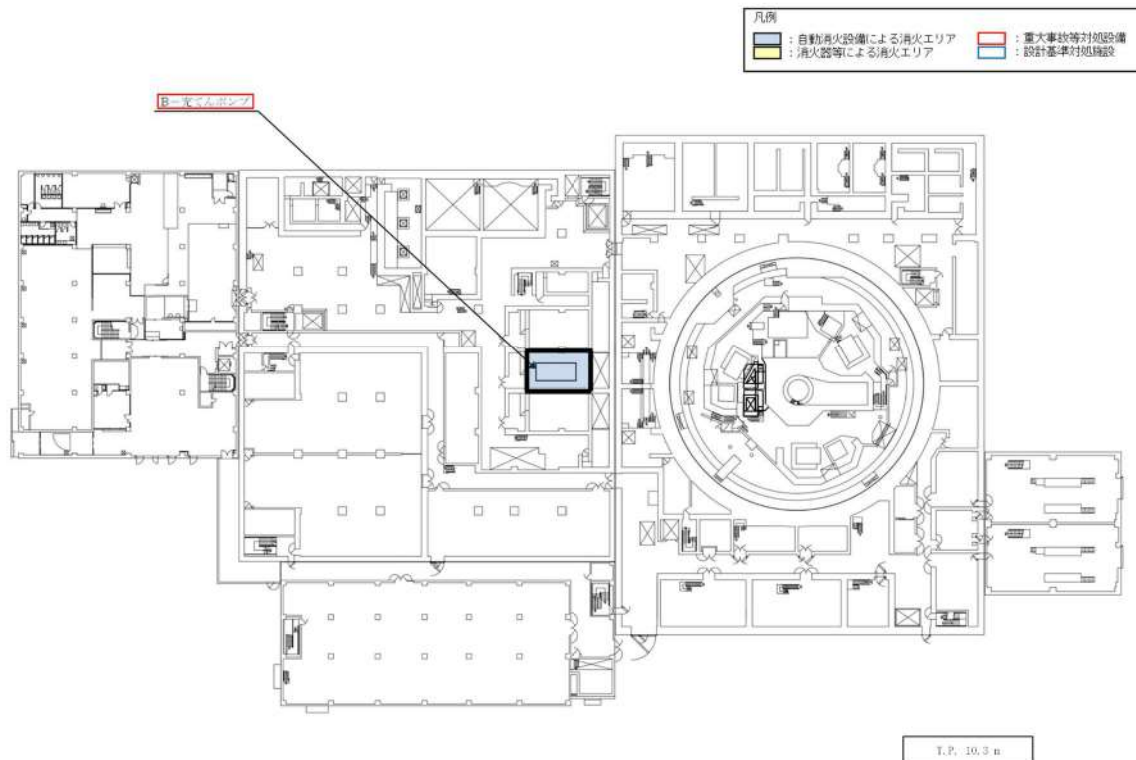 凡例
：自動消火設備による消火エリア
：重大事故等対処設備
：消火器等による消火エリア
：設計基準対処施設
B－充てんポンプ
T.P. 10.3 m